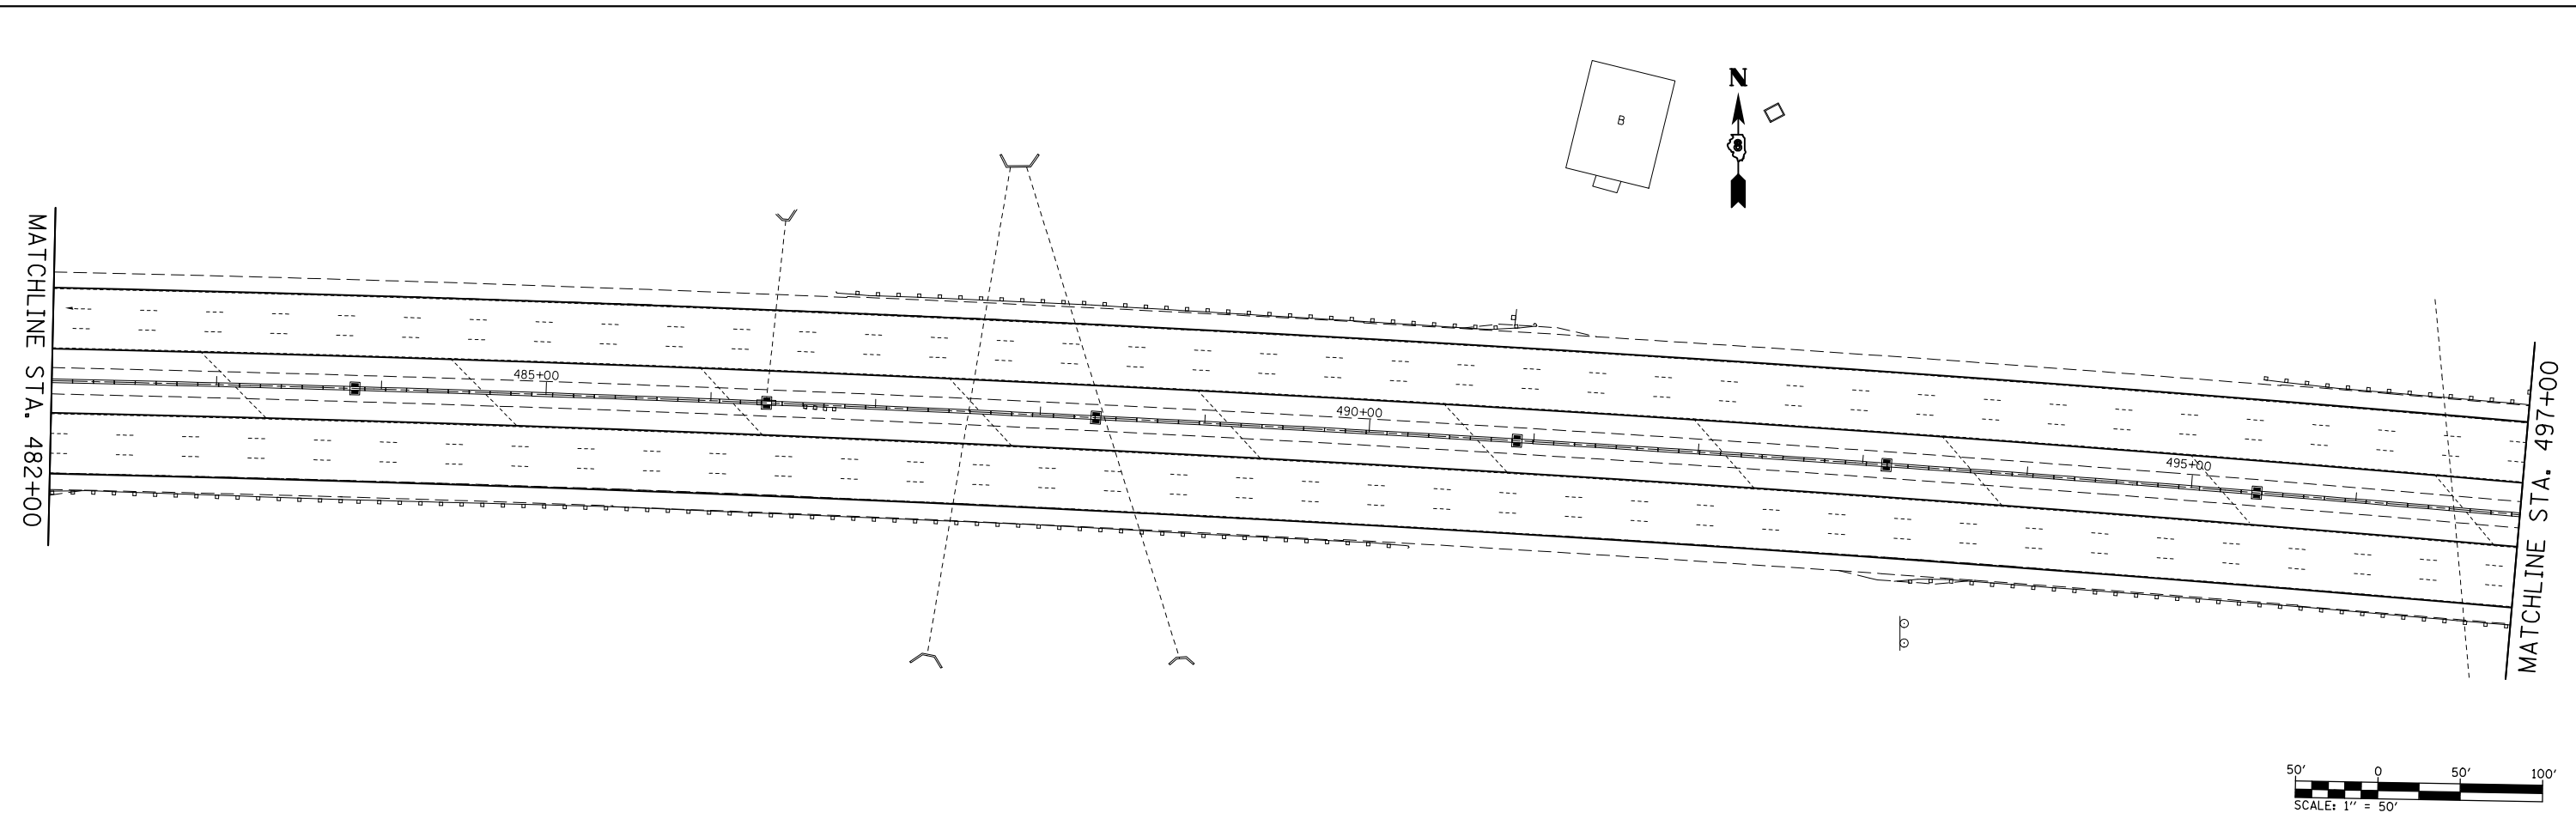 B
N
8
MATCHLINE STA. 482+00
485+00
490+00
495+00
MATCHLINE STA. 497+00
50' 0 50' 100'
SCALE: 1" = 50'